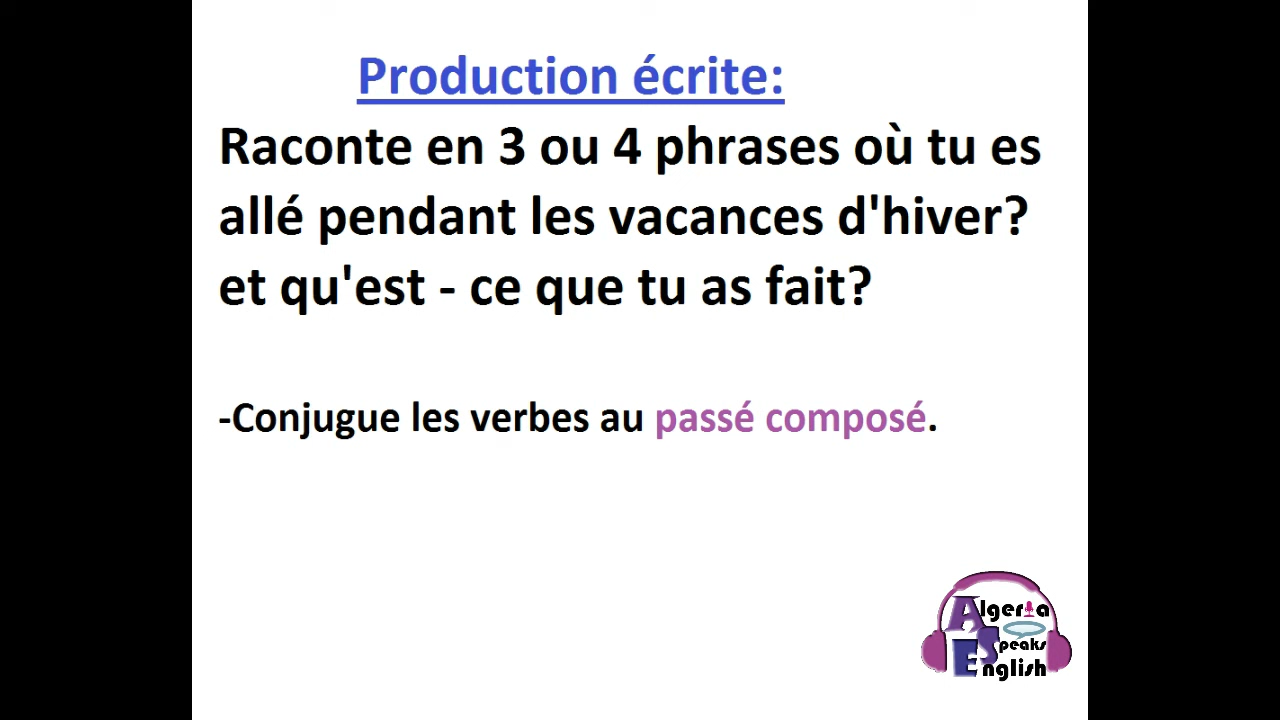 Production écrite:
Raconte en 3 ou 4 phrases où tu es
allé pendant les vacances d'hiver?
et qu'est - ce que tu as fait?
-Conjugue les verbes au passé composé.
Algeria
Speaks
English